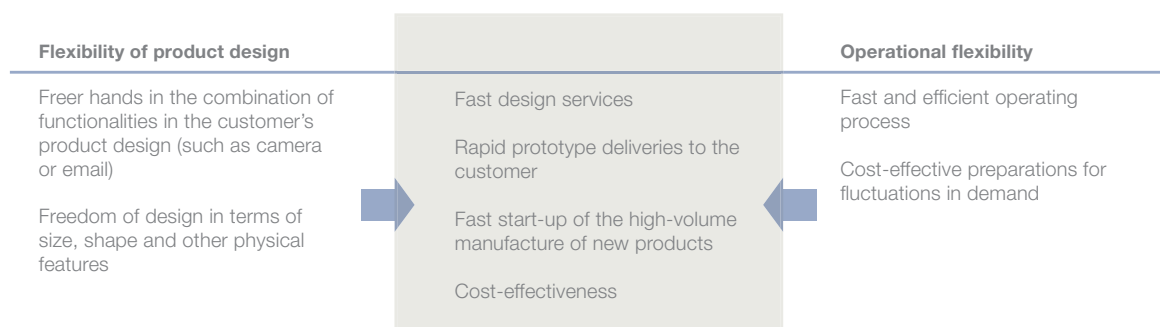 Flexibility of product design
Freer hands in the combination of
functionalities in the customer's
product design (such as camera
or email)
Freedom of design in terms of
size, shape and other physical
features
Fast design services
Rapid prototype deliveries to the
customer
Fast start-up of the high-volume
manufacture of new products
Cost-effectiveness
Operational flexibility
Fast and efficient operating
process
Cost-effective preparations for
fluctuations in demand